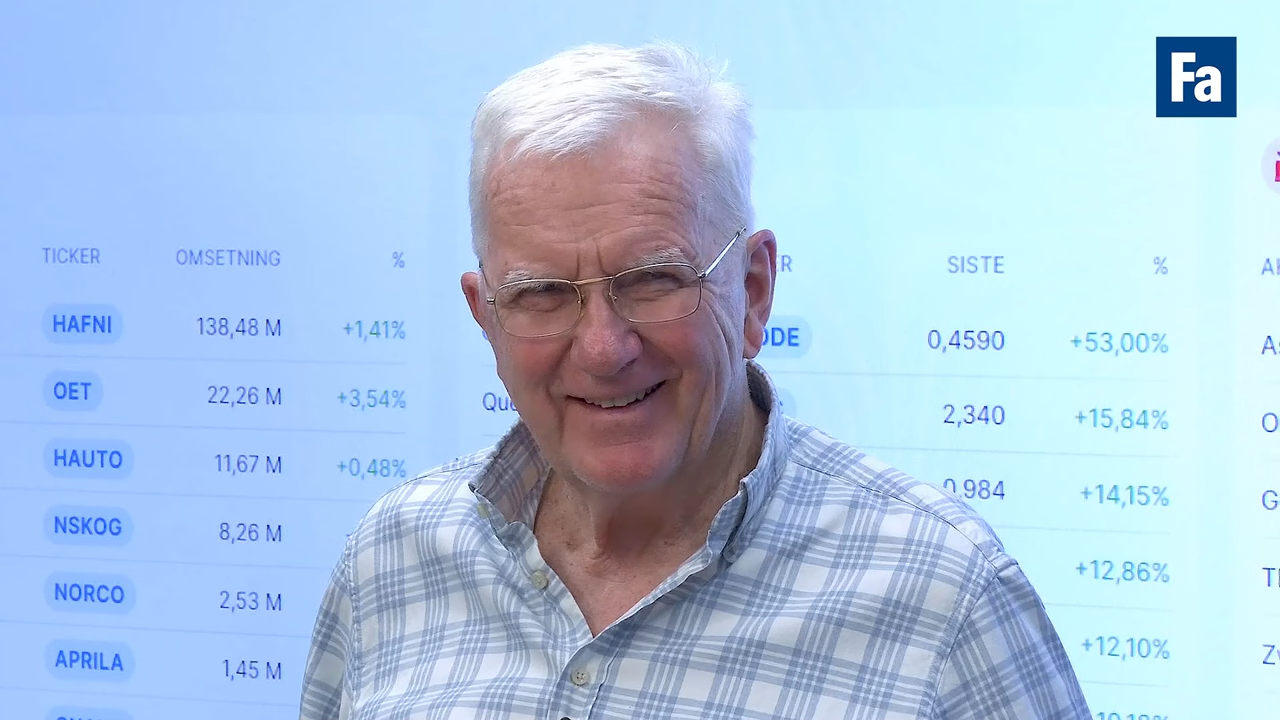 Fa
TICKER OMSETNING %
HAFNI 138,48 M +1,41%
OET 22,26 M +3,54%
HAUTO 11,67 M +0,48%
NSKOG 8,26 M
NORCO 2,53 M
APRILA 1,45 M
SISTE %
0,4590 +53,00%
2,340 +15,84%
0,984 +14,15%
+12,86%
+12,10%